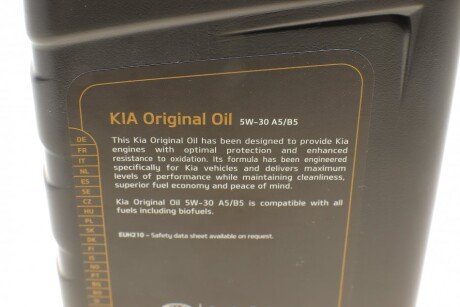 KIA Original Oil 5W-30 A5/B5
This Kia Original Oil has been designed to provide Kia
engines with optimal protection and enhanced
resistance to oxidation. Its formula has been engineered
specifically for Kia vehicles and delivers maximum
levels of performance while maintaining cleanliness,
superior fuel economy and peace of mind.
Kia Original Oil 5W-30 A5/B5 is compatible with all
fuels including biofuels.
EUH210 – Safety data sheet available on request.
DE
FR
IT
NL
ES
SE
CZ
HU
PL
SK
DK
FI
IS
NO
PT
BG